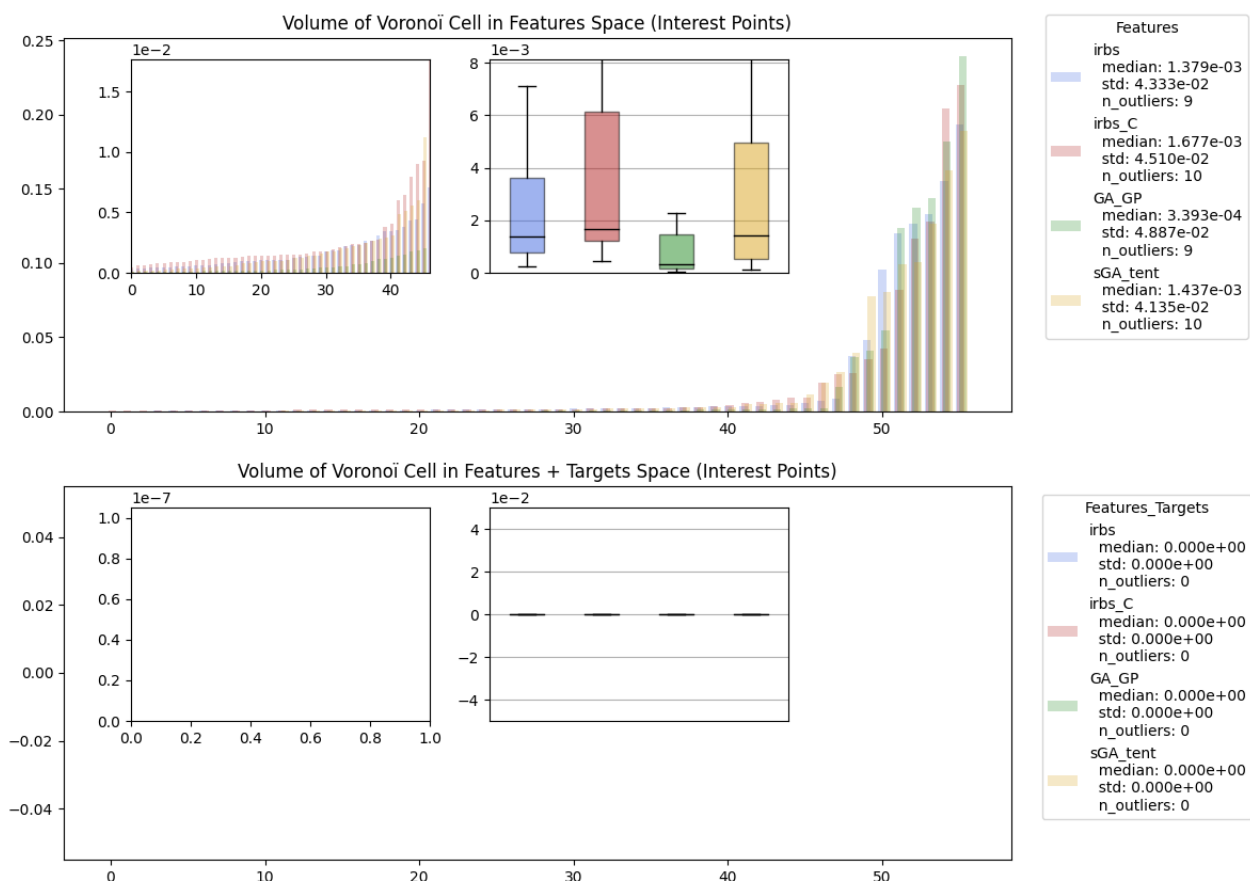 Volume of Voronoï Cell in Features Space (Interest Points)
0.25
0.20
0.15
0.10
0.05
0.00
0 10 20 30 40 50
1e−2
1.5
1.0
0.5
0.0
0 10 20 30 40
1e−3
8
6
4
2
0
Features
irbs
median: 1.379e-03
std: 4.333e-02
n_outliers: 9
irbs_C
median: 1.677e-03
std: 4.510e-02
n_outliers: 10
GA_GP
median: 3.393e-04
std: 4.887e-02
n_outliers: 9
sGA_tent
median: 1.437e-03
std: 4.135e-02
n_outliers: 10
Volume of Voronoï Cell in Features + Targets Space (Interest Points)
0.04
0.02
0.00
−0.02
−0.04
0 10 20 30 40 50
1e−7
1.0
0.8
0.6
0.4
0.2
0.0
0.0 0.2 0.4 0.6 0.8 1.0
1e−2
4
2
0
−2
−4
Features_Targets
irbs
median: 0.000e+00
std: 0.000e+00
n_outliers: 0
irbs_C
median: 0.000e+00
std: 0.000e+00
n_outliers: 0
GA_GP
median: 0.000e+00
std: 0.000e+00
n_outliers: 0
sGA_tent
median: 0.000e+00
std: 0.000e+00
n_outliers: 0